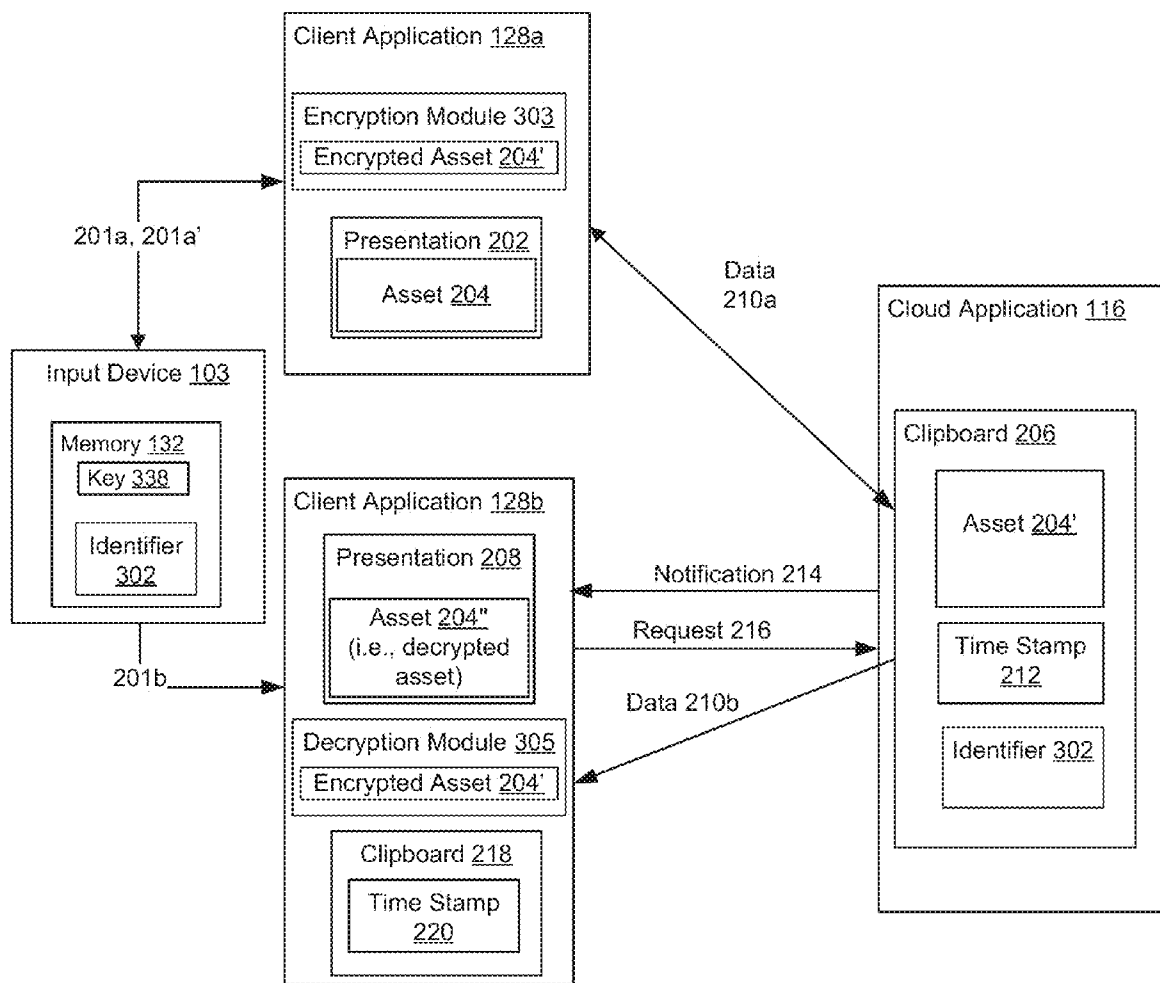 Client Application 128a
Encryption Module 303
Encrypted Asset 204'
Presentation 202
Asset 204
201a, 201a'
Data
210a
Input Device 103
Memory 132
Key 338
Identifier
302
201b
Client Application 128b
Presentation 208
Asset 204"
(i.e., decrypted
asset)
Decryption Module 305
Encrypted Asset 204'
Clipboard 218
Time Stamp
220
Notification 214
Request 216
Data 210b
Cloud Application 116
Clipboard 206
Asset 204'
Time Stamp
212
Identifier 302